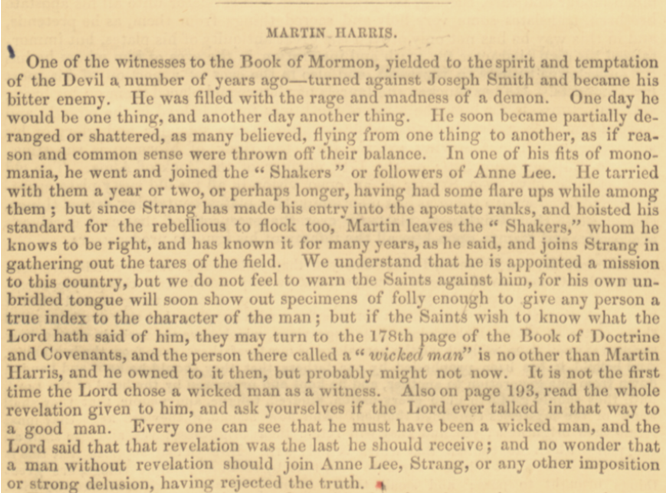 MARTIN HARRIS.
One of the witnesses to the Book of Mormon, yielded to the spirit and temptation
of the Devil a number of years ago—turned against Joseph Smith and became his
bitter enemy. He was filled with the rage and madness of a demon. One day he
would be one thing, and another day another thing. He soon became partially de-
ranged or shattered, as many believed, flying from one thing to another, as if rea-
son and common sense were thrown off their balance. In one of his fits of mono-
mania, he went and joined the “ Shakers ” or followers of Anne Lee. He tarried
with them a year or two, or perhaps longer, having had some flare ups while among
them ; but since Strang has made his entry into the apostate ranks, and hoisted his
standard for the rebellious to flock too, Martin leaves the “ Shakers,” whom he
knows to be right, and has known it for many years, as he said, and joins Strang in
gathering out the tares of the field. We understand that he is appointed a mission
to this country, but we do not feel to warn the Saints against him, for his own un-
bridled tongue will soon show out specimens of folly enough to give any person a
true index to the character of the man ; but if the Saints wish to know what the
Lord hath said of him, they may turn to the 178th page of the Book of Doctrine
and Covenants, and the person there called a “ wicked man” is no other than Martin
Harris, and he owned to it then, but probably might not now. It is not the first
time the Lord chose a wicked man as a witness. Also on page 193, read the whole
revelation given to him, and ask yourselves if the Lord ever talked in that way to
a good man. Every one can see that he must have been a wicked man, and the
Lord said that that revelation was the last he should receive ; and no wonder that
a man without revelation should join Anne Lee, Strang, or any other imposition
or strong delusion, having rejected the truth.